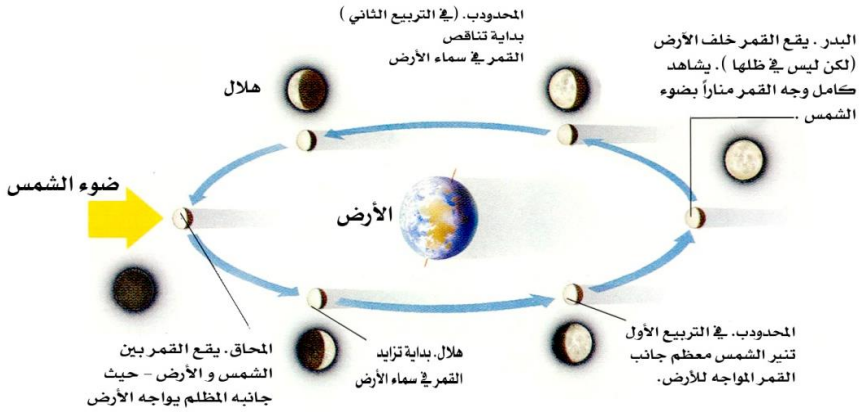 المحدودب. (في التربيع الثاني )
بداية تناقص
القمر في سماء الأرض
البدر . يقع القمر خلف الأرض
(لكن ليس في ظلها ). يشاهد
كامل وجه القمر مناراً بضوء
الشمس .
هلال
ضوء الشمس
الأرض
المحدودب. في التربيع الأول
تنير الشمس معظم جانب
القمر المواجه للأرض.
هلال. بداية تزايد
القمر في سماء الأرض
المحاق. يقع القمر بين
الشمس و الأرض - حيث
جانبه المظلم يواجه الأرض